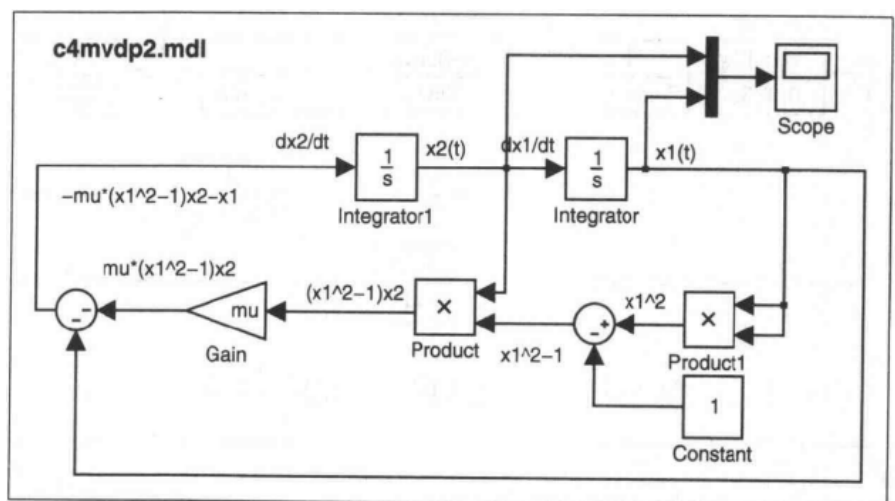 c4mvdp2.mdl
Scope
dx2/dt
1
s
x2(t)
dx1/dt
1
s
x1(t)
-mu*(x1^2-1)x2-x1
Integrator1
Integrator
mu*(x1^2-1)x2
(x1^2-1)x2
x1^2
- -
mu
×
- +
×
Gain
Product
x1^2-1
Product1
1
Constant